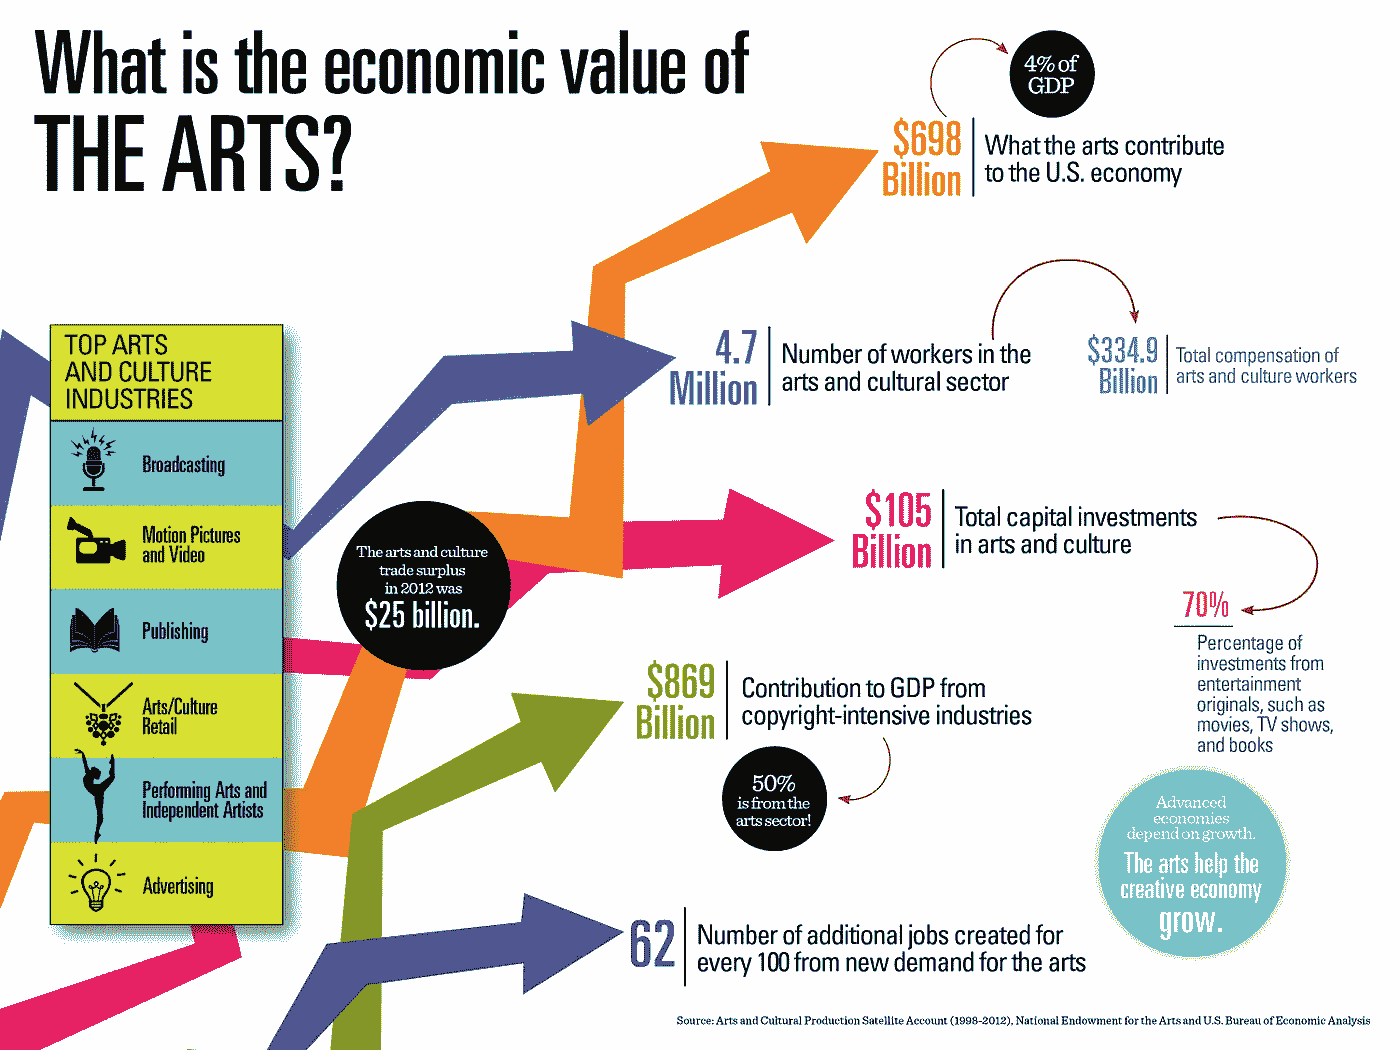 What is the economic value of
THE ARTS?
4% of
GDP
$698
Billion
What the arts contribute
to the U.S. economy
4.7
Million
Number of workers in the
arts and cultural sector
$334.9
Billion
Total compensation of
arts and culture workers
TOP ARTS
AND CULTURE
INDUSTRIES
Broadcasting
Motion Pictures
and Video
Publishing
Arts/Culture
Retail
Performing Arts and
Independent Artists
Advertising
The arts and culture
trade surplus
in 2012 was
$25 billion.
$105
Billion
Total capital investments
in arts and culture
70%
Percentage of
investments from
entertainment
originals, such as
movies, TV shows,
and books
$869
Billion
Contribution to GDP from
copyright-intensive industries
50%
is from the
arts sector!
Advanced
economies
depend on growth.
The arts help the
creative economy
grow.
62
Number of additional jobs created for
every 100 from new demand for the arts
Source: Arts and Cultural Production Satellite Account (1998-2012), National Endowment for the Arts and U.S. Bureau of Economic Analysis